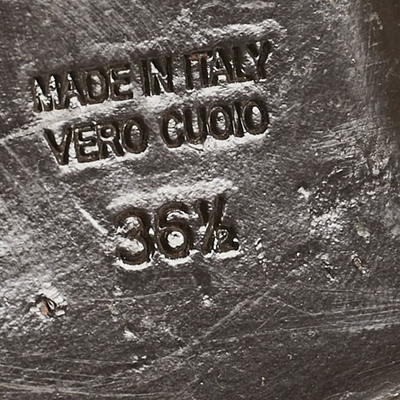 MADE IN ITALY
VERO CUOIO
36½